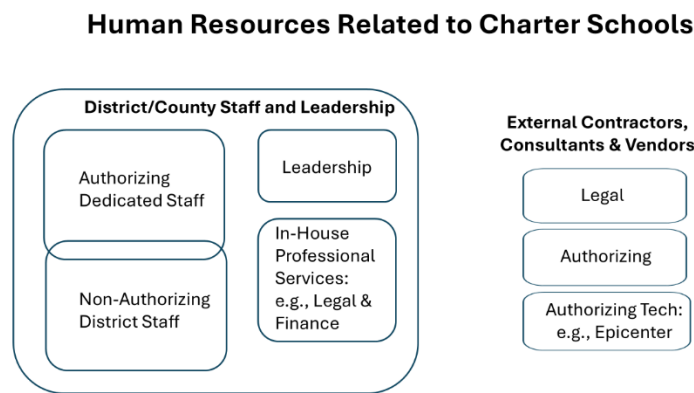 Human Resources Related to Charter Schools
District/County Staff and Leadership
Authorizing
Dedicated Staff
Non-Authorizing
District Staff
Leadership
In-House
Professional
Services:
e.g., Legal &
Finance
External Contractors,
Consultants & Vendors
Legal
Authorizing
Authorizing Tech:
e.g., Epicenter